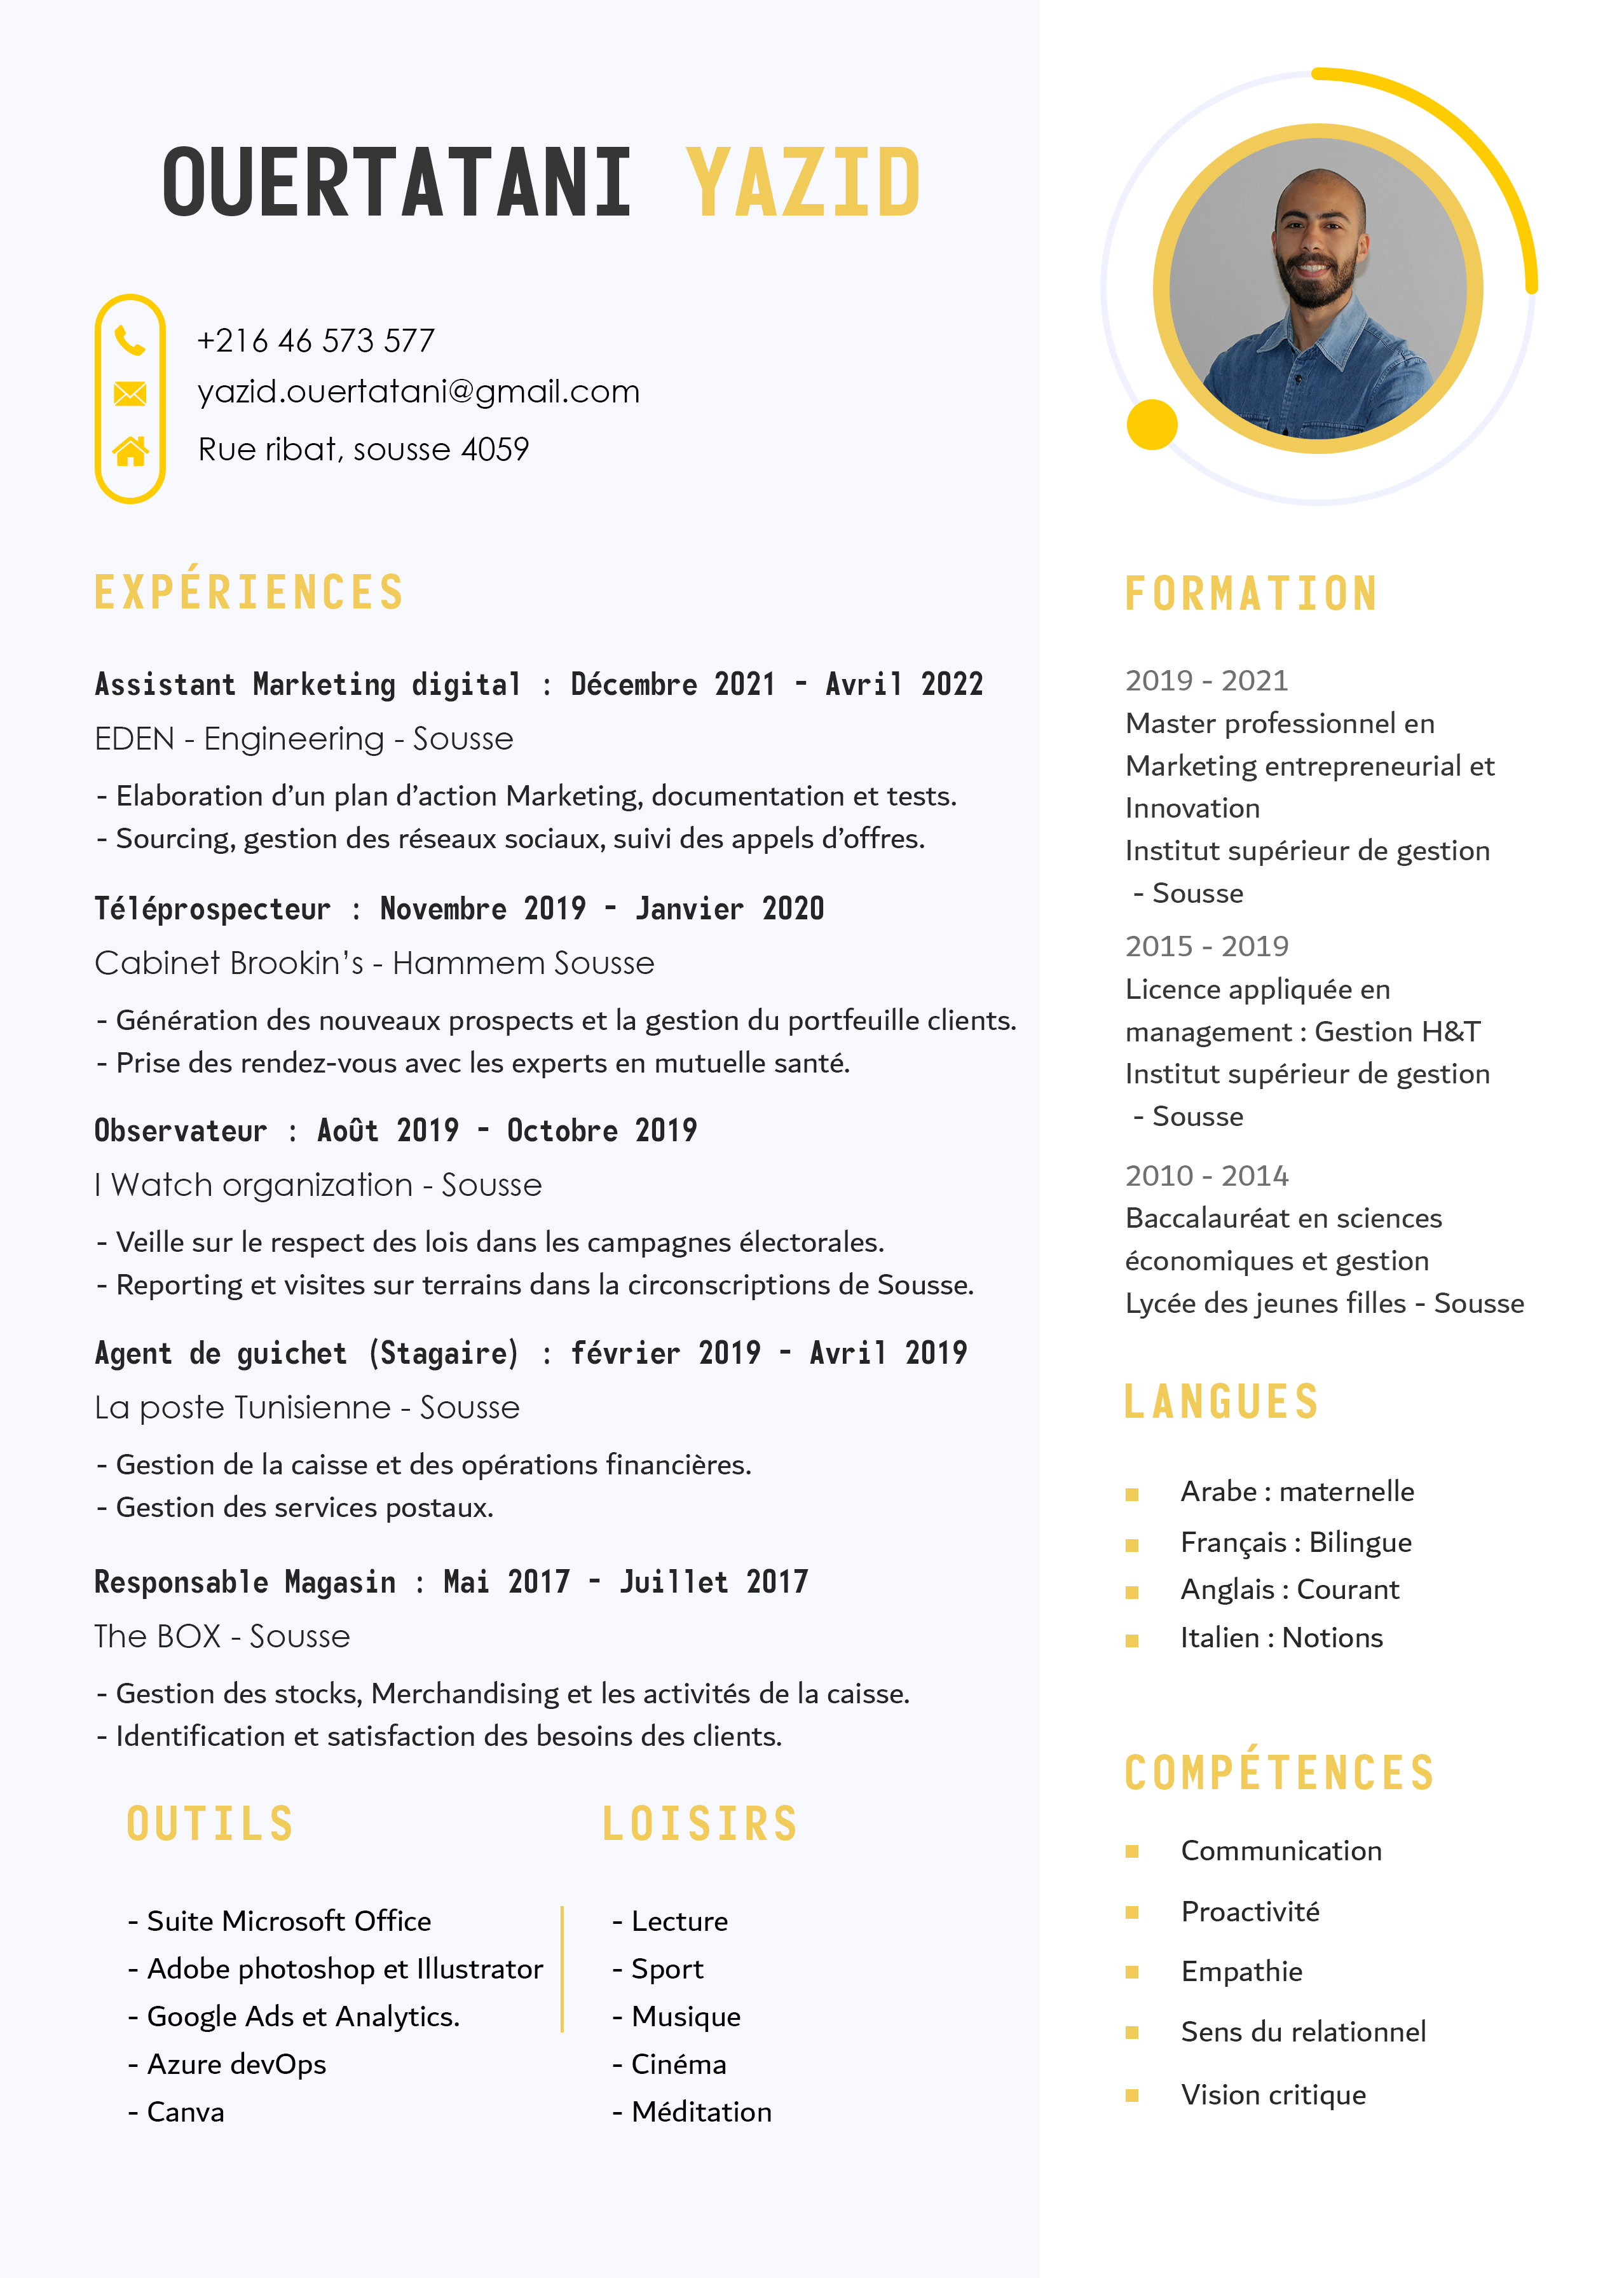 OUERTATANI YAZID
+216 46 573 577
yazid.ouertatani@gmail.com
Rue ribat, sousse 4059
EXPÉRIENCES
Assistant Marketing digital : Décembre 2021 - Avril 2022
EDEN - Engineering - Sousse
- Elaboration d’un plan d’action Marketing, documentation et tests.
- Sourcing, gestion des réseaux sociaux, suivi des appels d’offres.
Téléprospecteur : Novembre 2019 - Janvier 2020
Cabinet Brookin’s - Hammem Sousse
- Génération des nouveaux prospects et la gestion du portfeuille clients.
- Prise des rendez-vous avec les experts en mutuelle santé.
Observateur : Août 2019 - Octobre 2019
I Watch organization - Sousse
- Veille sur le respect des lois dans les campagnes électorales.
- Reporting et visites sur terrains dans la circonscriptions de Sousse.
Agent de guichet (Stagaire) : février 2019 - Avril 2019
La poste Tunisienne - Sousse
- Gestion de la caisse et des opérations financières.
- Gestion des services postaux.
Responsable Magasin : Mai 2017 - Juillet 2017
The BOX - Sousse
- Gestion des stocks, Merchandising et les activités de la caisse.
- Identification et satisfaction des besoins des clients.
OUTILS
- Suite Microsoft Office
- Adobe photoshop et Illustrator
- Google Ads et Analytics.
- Azure devOps
- Canva
LOISIRS
- Lecture
- Sport
- Musique
- Cinéma
- Méditation
FORMATION
2019 - 2021
Master professionnel en
Marketing entrepreneurial et
Innovation
Institut supérieur de gestion
- Sousse
2015 - 2019
Licence appliquée en
management : Gestion H&T
Institut supérieur de gestion
- Sousse
2010 - 2014
Baccalauréat en sciences
économiques et gestion
Lycée des jeunes filles - Sousse
LANGUES
Arabe : maternelle
Français : Bilingue
Anglais : Courant
Italien : Notions
COMPÉTENCES
Communication
Proactivité
Empathie
Sens du relationnel
Vision critique